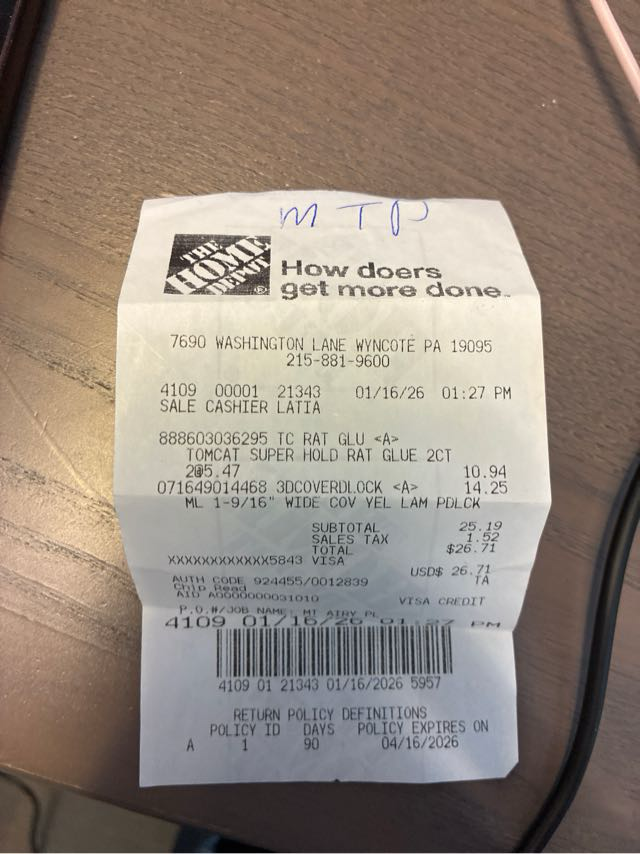 M T P
THE HOME DEPOT
How doers
get more done.
7690 WASHINGTON LANE WYNCOTE PA 19095
215-881-9600
4109 00001 21343 01/16/26 01:27 PM
SALE CASHIER LATIA
888603036295 TC RAT GLU <A>
TOMCAT SUPER HOLD RAT GLUE 2CT
2@5.47 10.94
071649014468 3DCOVERDLOCK <A> 14.25
ML 1-9/16" WIDE COV YEL LAM PDLCK
SUBTOTAL 25.19
SALES TAX 1.52
TOTAL $26.71
XXXXXXXXXXXX5843 VISA
USD$ 26.71
AUTH CODE 924455/0012839 TA
Chip Read
AID A0000000031010 VISA CREDIT
P.O.#/JOB NAME: MT AIRY PL
4109 01/16/26 01:27 PM
4109 01 21343 01/16/2026 5957
RETURN POLICY DEFINITIONS
POLICY ID DAYS POLICY EXPIRES ON
A 1 90 04/16/2026